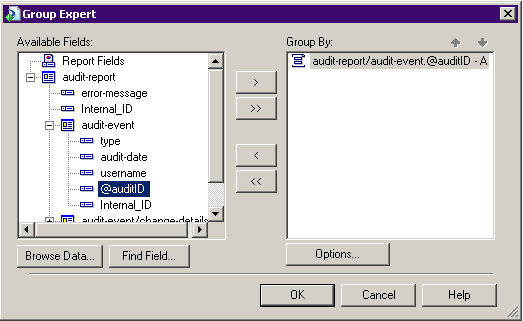 Group Expert
Available Fields:
Report Fields
audit-report
error-message
Internal_ID
audit-event
type
audit-date
username
@auditID
Internal_ID
audit-event/change-details
Browse Data...
Find Field...
>
>>
<
<<
Group By:
audit-report/audit-event.@auditID - A
Options...
OK
Cancel
Help